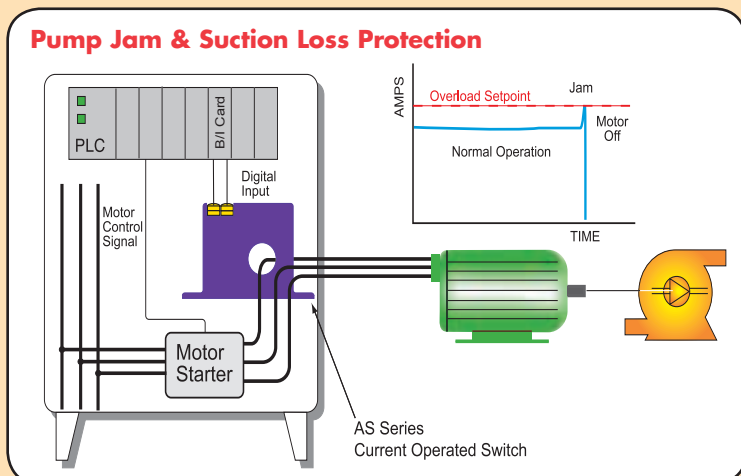 Pump Jam & Suction Loss Protection
PLC
B/I Card
Digital
Input
Motor
Control
Signal
Motor
Starter
AS Series
Current Operated Switch
AMPS
Overload Setpoint
Jam
Motor
Off
Normal Operation
TIME